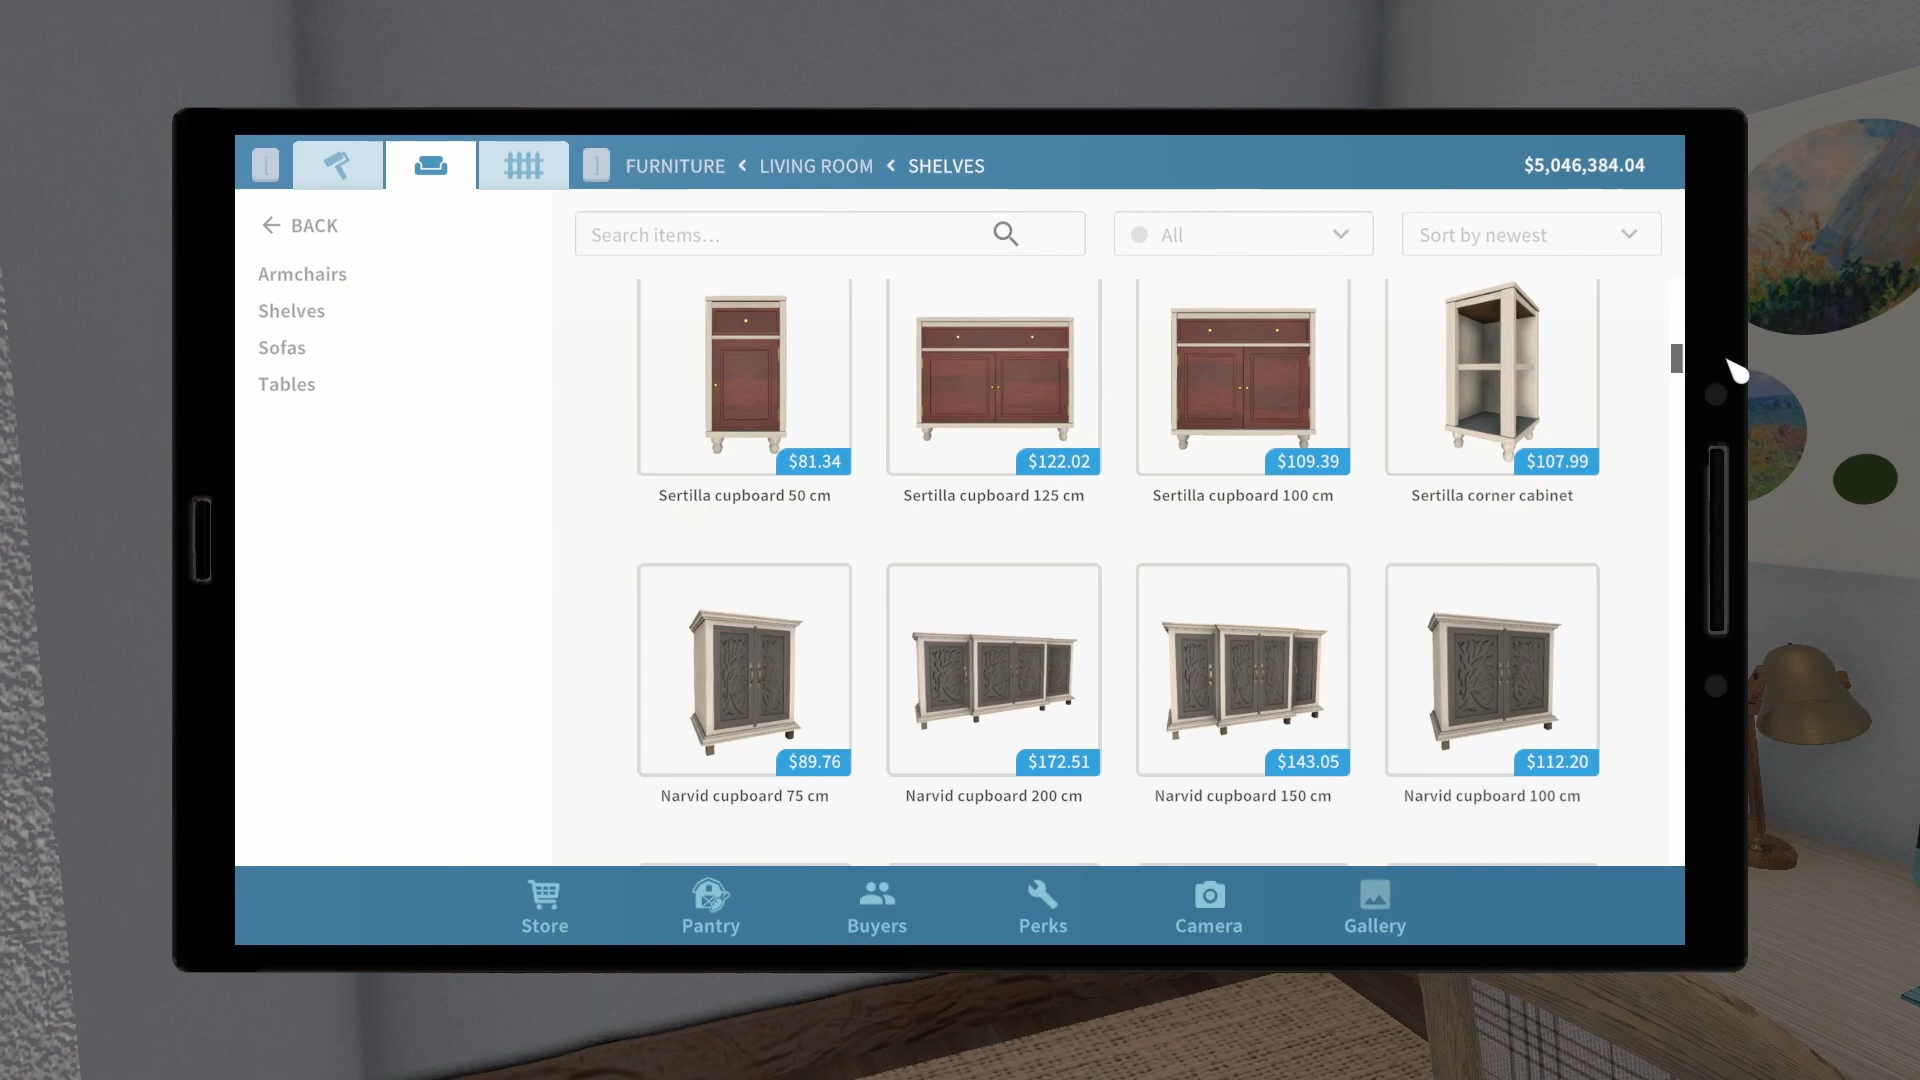 [
]
FURNITURE < LIVING ROOM < SHELVES
$5,046,384.04
BACK
Armchairs
Shelves
Sofas
Tables
Search items...
All
Sort by newest
$81.34
$122.02
$109.39
$107.99
Sertilla cupboard 50 cm
Sertilla cupboard 125 cm
Sertilla cupboard 100 cm
Sertilla corner cabinet
$89.76
$172.51
$143.05
$112.20
Narvid cupboard 75 cm
Narvid cupboard 200 cm
Narvid cupboard 150 cm
Narvid cupboard 100 cm
Store
Pantry
Buyers
Perks
Camera
Gallery